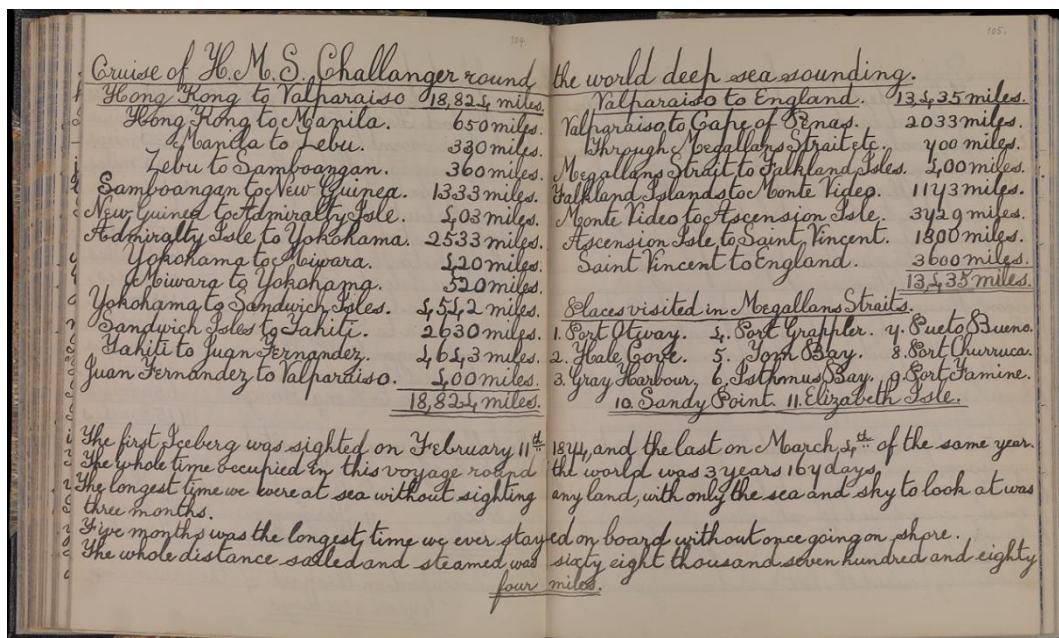 104.
105.
Cruise of H.M.S. Challanger round the world deep sea sounding.
Hong Kong to Valparaiso 18,824 miles.
Hong Kong to Manila. 650 miles.
Manila to Zebu. 330 miles.
Zebu to Samboangan. 360 miles.
Samboangan to New Guinea. 1333 miles.
New Guinea to Admiralty Isle. 403 miles.
Admiralty Isle to Yokohama. 2533 miles.
Yokohama to Miwara. 420 miles.
Miwara to Yokohama. 520 miles.
Yokohama to Sandwich Isles. 4542 miles.
Sandwich Isles to Tahiti. 2630 miles.
Tahiti to Juan Fernandez. 4643 miles.
Juan Fernandez to Valparaiso. 400 miles.
18,824 miles.
Valparaiso to England. 13,435 miles.
Valparaiso to Cape of Penas. 2033 miles.
Through Megallans Strait etc. 700 miles.
Megallans Strait to Falkland Isles. 400 miles.
Falkland Islands to Monte Video. 1173 miles.
Monte Video to Ascension Isle. 3729 miles.
Ascension Isle to Saint Vincent. 1800 miles.
Saint Vincent to England. 3600 miles.
13,435 miles.
Places visited in Megallans Straits.
1. Port Otway. 4. Port Grappler. 7. Pueto Bueno.
2. Hale Cove. 5. Tom Bay. 8. Port Churruca.
3. Gray Harbour. 6. Isthmus Bay. 9. Port Famine.
10. Sandy Point. 11. Elizabeth Isle.
The first Iceberg was sighted on February 11th 1874, and the last on March, 4th of the same year.
The whole time occupied in this voyage round the world was 3 years 167 days,
The longest time we were at sea without sighting any land, with only the sea and sky to look at was
three months.
Five months was the longest time we ever stayed on board without once going on shore.
The whole distance sailed and steamed was sixty eight thousand seven hundred and eighty
four miles.